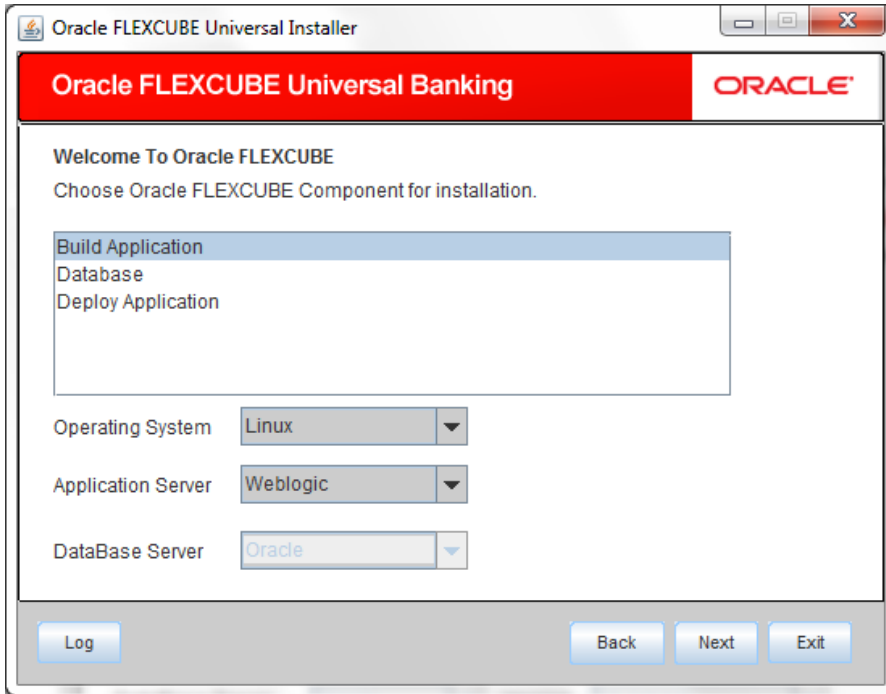 Oracle FLEXCUBE Universal Installer
Oracle FLEXCUBE Universal Banking
ORACLE
Welcome To Oracle FLEXCUBE
Choose Oracle FLEXCUBE Component for installation.
Build Application
Database
Deploy Application
Operating System Linux
Application Server Weblogic
DataBase Server Oracle
Log Back Next Exit